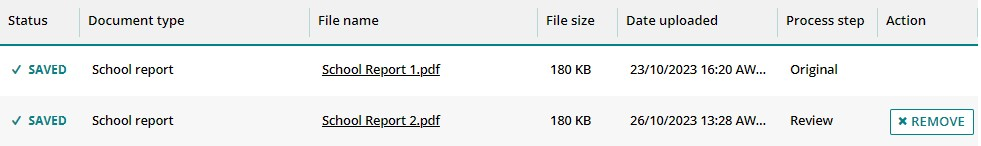 Status Document type File name File size Date uploaded Process step Action
✓ SAVED School report School Report 1.pdf 180 KB 23/10/2023 16:20 AW... Original
✓ SAVED School report School Report 2.pdf 180 KB 26/10/2023 13:28 AW... Review ✖ REMOVE